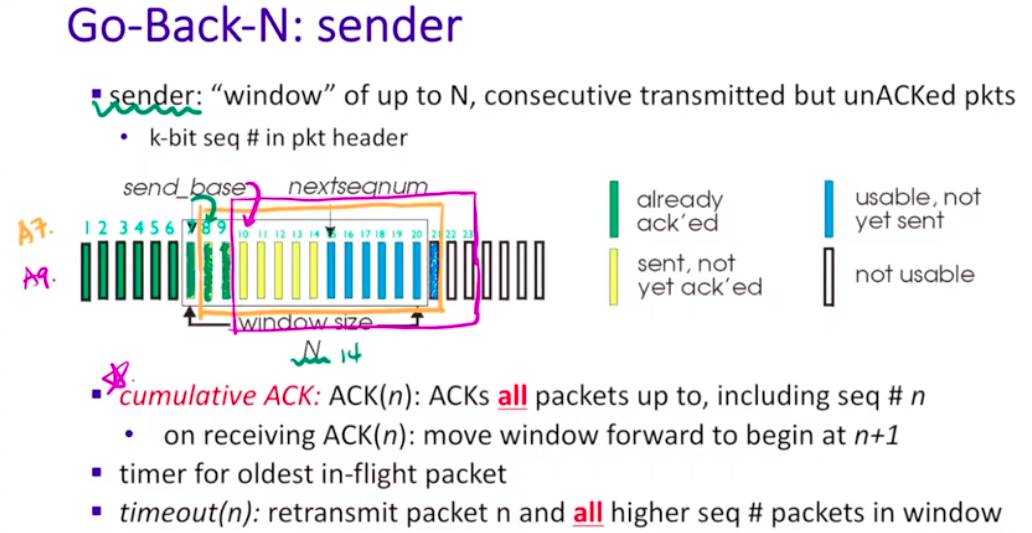 Go-Back-N: sender
▪ sender: “window” of up to N, consecutive transmitted but unACKed pkts
• k-bit seq # in pkt header
send_base nextseqnum
A7. 1 2 3 4 5 6 7 8 9
10 11 12 13 14 16 17 18 19 20 21 22 23
A9.
window size
N 14
already
ack’ed
usable, not
yet sent
sent, not
yet ack’ed
not usable
▪ cumulative ACK: ACK(n): ACKs all packets up to, including seq # n
• on receiving ACK(n): move window forward to begin at n+1
▪ timer for oldest in-flight packet
▪ timeout(n): retransmit packet n and all higher seq # packets in window